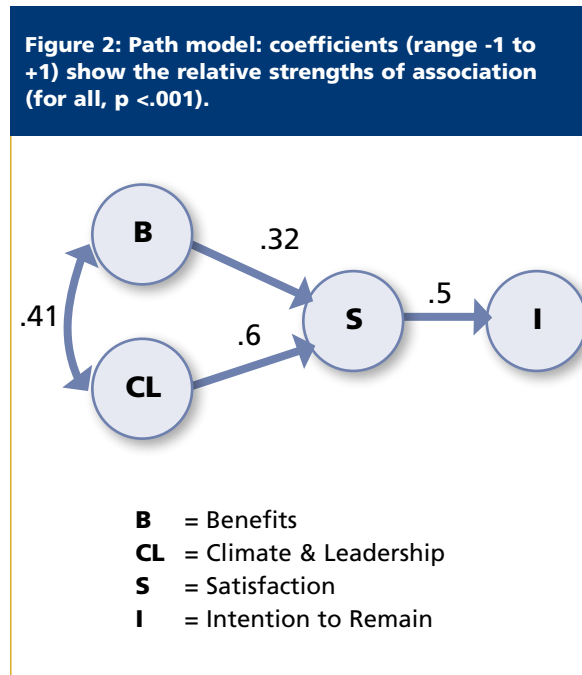 Figure 2: Path model: coefficients (range -1 to
+1) show the relative strengths of association
(for all, p <.001).
B
.32
.41
S
.5
I
.6
CL
B = Benefits
CL = Climate & Leadership
S = Satisfaction
I = Intention to Remain